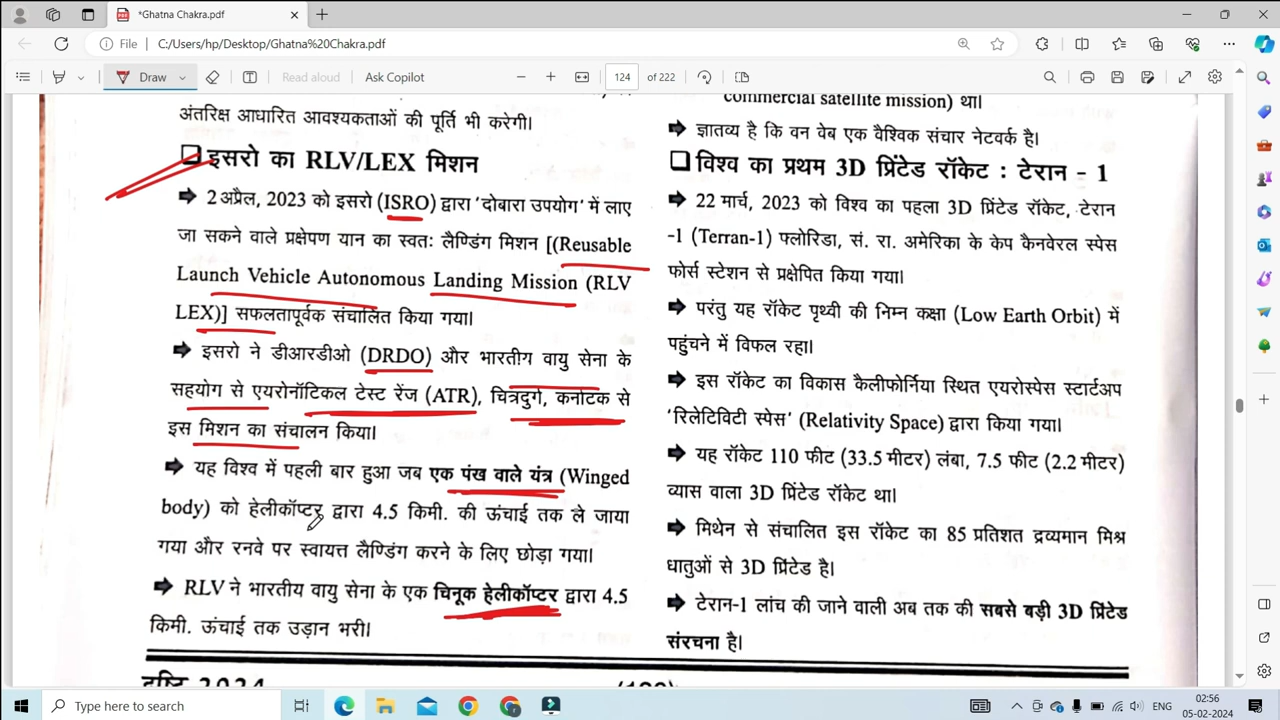 *Ghatna Chakra.pdf
File
C:/Users/hp/Desktop/Ghatna%20Chakra.pdf
Draw
Read aloud
Ask Copilot
124
of 222
अंतरिक्ष आधारित आवश्यकताओं की पूर्ति भी करेगी।
इसरो का RLV/LEX मिशन
2 अप्रैल, 2023 को इसरो (ISRO) द्वारा 'दोबारा उपयोग' में लाए
जा सकने वाले प्रक्षेपण यान का स्वतः लैण्डिंग मिशन [(Reusable
Launch Vehicle Autonomous Landing Mission (RLV
LEX)] सफलतापूर्वक संचालित किया गया।
इसरो ने डीआरडीओ (DRDO) और भारतीय वायु सेना के
सहयोग से एयरोनॉटिकल टेस्ट रेंज (ATR), चित्रदुर्ग, कर्नाटक से
इस मिशन का संचालन किया।
यह विश्व में पहली बार हुआ जब एक पंख वाले यंत्र (Winged
body) को हेलीकॉप्टर द्वारा 4.5 किमी. की ऊंचाई तक ले जाया
गया और रनवे पर स्वायत्त लैण्डिंग करने के लिए छोड़ा गया।
RLV ने भारतीय वायु सेना के एक चिनूक हेलीकॉप्टर द्वारा 4.5
किमी. ऊंचाई तक उड़ान भरी।
commercial satellite mission) था।
ज्ञातव्य है कि वन वेब एक वैश्विक संचार नेटवर्क है।
विश्व का प्रथम 3D प्रिंटेड रॉकेट : टेरान - 1
22 मार्च, 2023 को विश्व का पहला 3D प्रिंटेड रॉकेट, टेरान
-1 (Terran-1) फ्लोरिडा, सं. रा. अमेरिका के केप कैनवेरल स्पेस
फोर्स स्टेशन से प्रक्षेपित किया गया।
परंतु यह रॉकेट पृथ्वी की निम्न कक्षा (Low Earth Orbit) में
पहुंचने में विफल रहा।
इस रॉकेट का विकास कैलीफोर्निया स्थित एयरोस्पेस स्टार्टअप
'रिलेटिविटी स्पेस' (Relativity Space) द्वारा किया गया।
यह रॉकेट 110 फीट (33.5 मीटर) लंबा, 7.5 फीट (2.2 मीटर)
व्यास वाला 3D प्रिंटेड रॉकेट था।
मिथेन से संचालित इस रॉकेट का 85 प्रतिशत द्रव्यमान मिश्र
धातुओं से 3D प्रिंटेड है।
टेरान-1 लांच की जाने वाली अब तक की सबसे बड़ी 3D प्रिंटेड
संरचना है।
Type here to search
ENG
02:56
05-02-2024